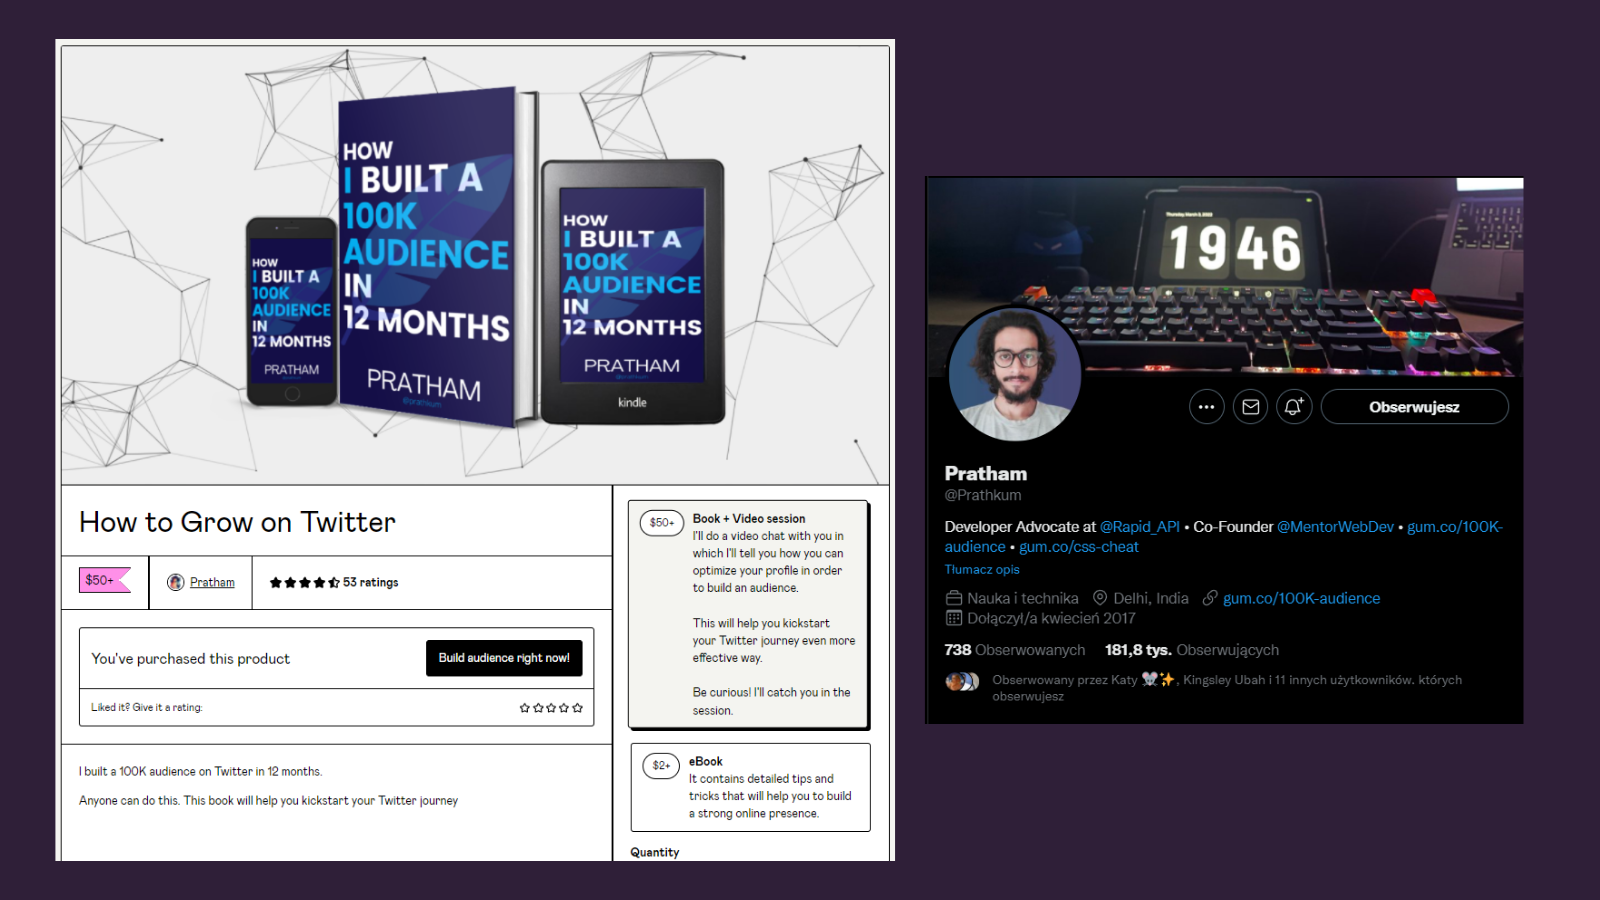 HOW
I BUILT A
100K
AUDIENCE
IN
12 MONTHS
PRATHAM
@prathkum
HOW
I BUILT A
100K
AUDIENCE
IN
12 MONTHS
PRATHAM
HOW
I BUILT A
100K
AUDIENCE
IN
12 MONTHS
PRATHAM
kindle
How to Grow on Twitter
$50+
Pratham
53 ratings
You've purchased this product
Build audience right now!
Liked it? Give it a rating:
I built a 100K audience on Twitter in 12 months.
Anyone can do this. This book will help you kickstart your Twitter journey
$50+
Book + Video session
I'll do a video chat with you in
which I'll tell you how you can
optimize your profile in order
to build an audience.
This will help you kickstart
your Twitter journey even more
effective way.
Be curious! I'll catch you in the
session.
$2+
eBook
It contains detailed tips and
tricks that will help you to build
a strong online presence.
Quantity
Thursday, March 3, 2022
19 46
Obserwujesz
Pratham
@Prathkum
Developer Advocate at @Rapid_API • Co-Founder @MentorWebDev • gum.co/100K-
audience • gum.co/css-cheat
Tłumacz opis
Nauka i technika Delhi, India gum.co/100K-audience
Dołączył/a kwiecień 2017
738 Obserwowanych 181,8 tys. Obserwujących
Obserwowany przez Katy 🐭✨, Kingsley Ubah i 11 innych użytkowników. których
obserwujesz